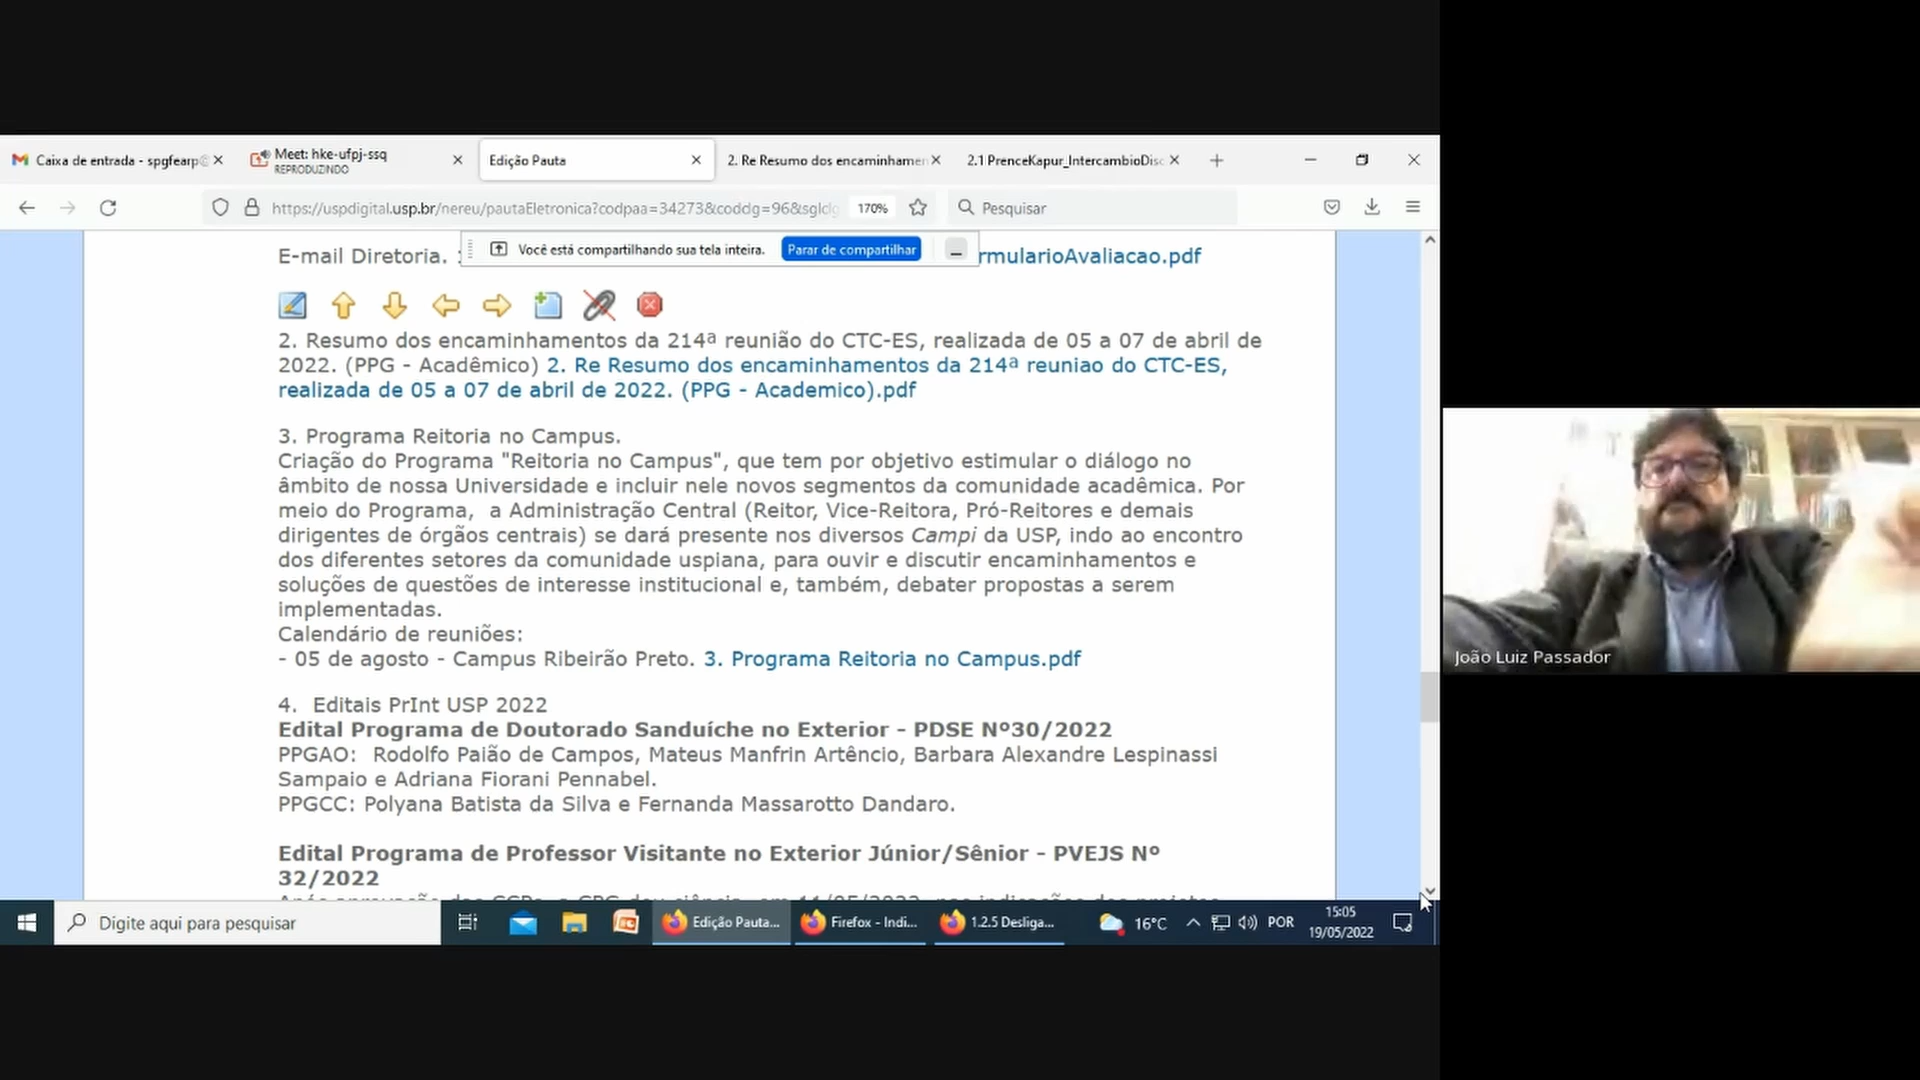 Caixa de entrada - spgfearp@
Meet: hke-ufpj-ssq
REPRODUZINDO
Edição Pauta
2. Re Resumo dos encaminhamen
2.1 PrenceKapur_IntercambioDisc
https://uspdigital.usp.br/nereu/pautaEletronica?codpaa=34273&codclg=96&sglclg
170%
Pesquisar
Você está compartilhando sua tela inteira.
Parar de compartilhar
E-mail Diretoria.
rmularioAvaliacao.pdf
2. Resumo dos encaminhamentos da 214ª reunião do CTC-ES, realizada de 05 a 07 de abril de
2022. (PPG - Acadêmico) 2. Re Resumo dos encaminhamentos da 214ª reuniao do CTC-ES,
realizada de 05 a 07 de abril de 2022. (PPG - Academico).pdf
3. Programa Reitoria no Campus.
Criação do Programa "Reitoria no Campus", que tem por objetivo estimular o diálogo no
âmbito de nossa Universidade e incluir nele novos segmentos da comunidade acadêmica. Por
meio do Programa, a Administração Central (Reitor, Vice-Reitora, Pró-Reitores e demais
dirigentes de órgãos centrais) se dará presente nos diversos Campi da USP, indo ao encontro
dos diferentes setores da comunidade uspiana, para ouvir e discutir encaminhamentos e
soluções de questões de interesse institucional e, também, debater propostas a serem
implementadas.
Calendário de reuniões:
- 05 de agosto - Campus Ribeirão Preto. 3. Programa Reitoria no Campus.pdf
4. Editais PrInt USP 2022
Edital Programa de Doutorado Sanduíche no Exterior - PDSE Nº30/2022
PPGAO: Rodolfo Paião de Campos, Mateus Manfrin Artêncio, Barbara Alexandre Lespinassi
Sampaio e Adriana Fiorani Pennabel.
PPGCC: Polyana Batista da Silva e Fernanda Massarotto Dandaro.
Edital Programa de Professor Visitante no Exterior Júnior/Sênior - PVEJS Nº
32/2022
João Luiz Passador
Digite aqui para pesquisar
Edição Pauta...
Firefox - Indi...
1.2.5 Desliga...
16°C
POR
15:05
19/05/2022